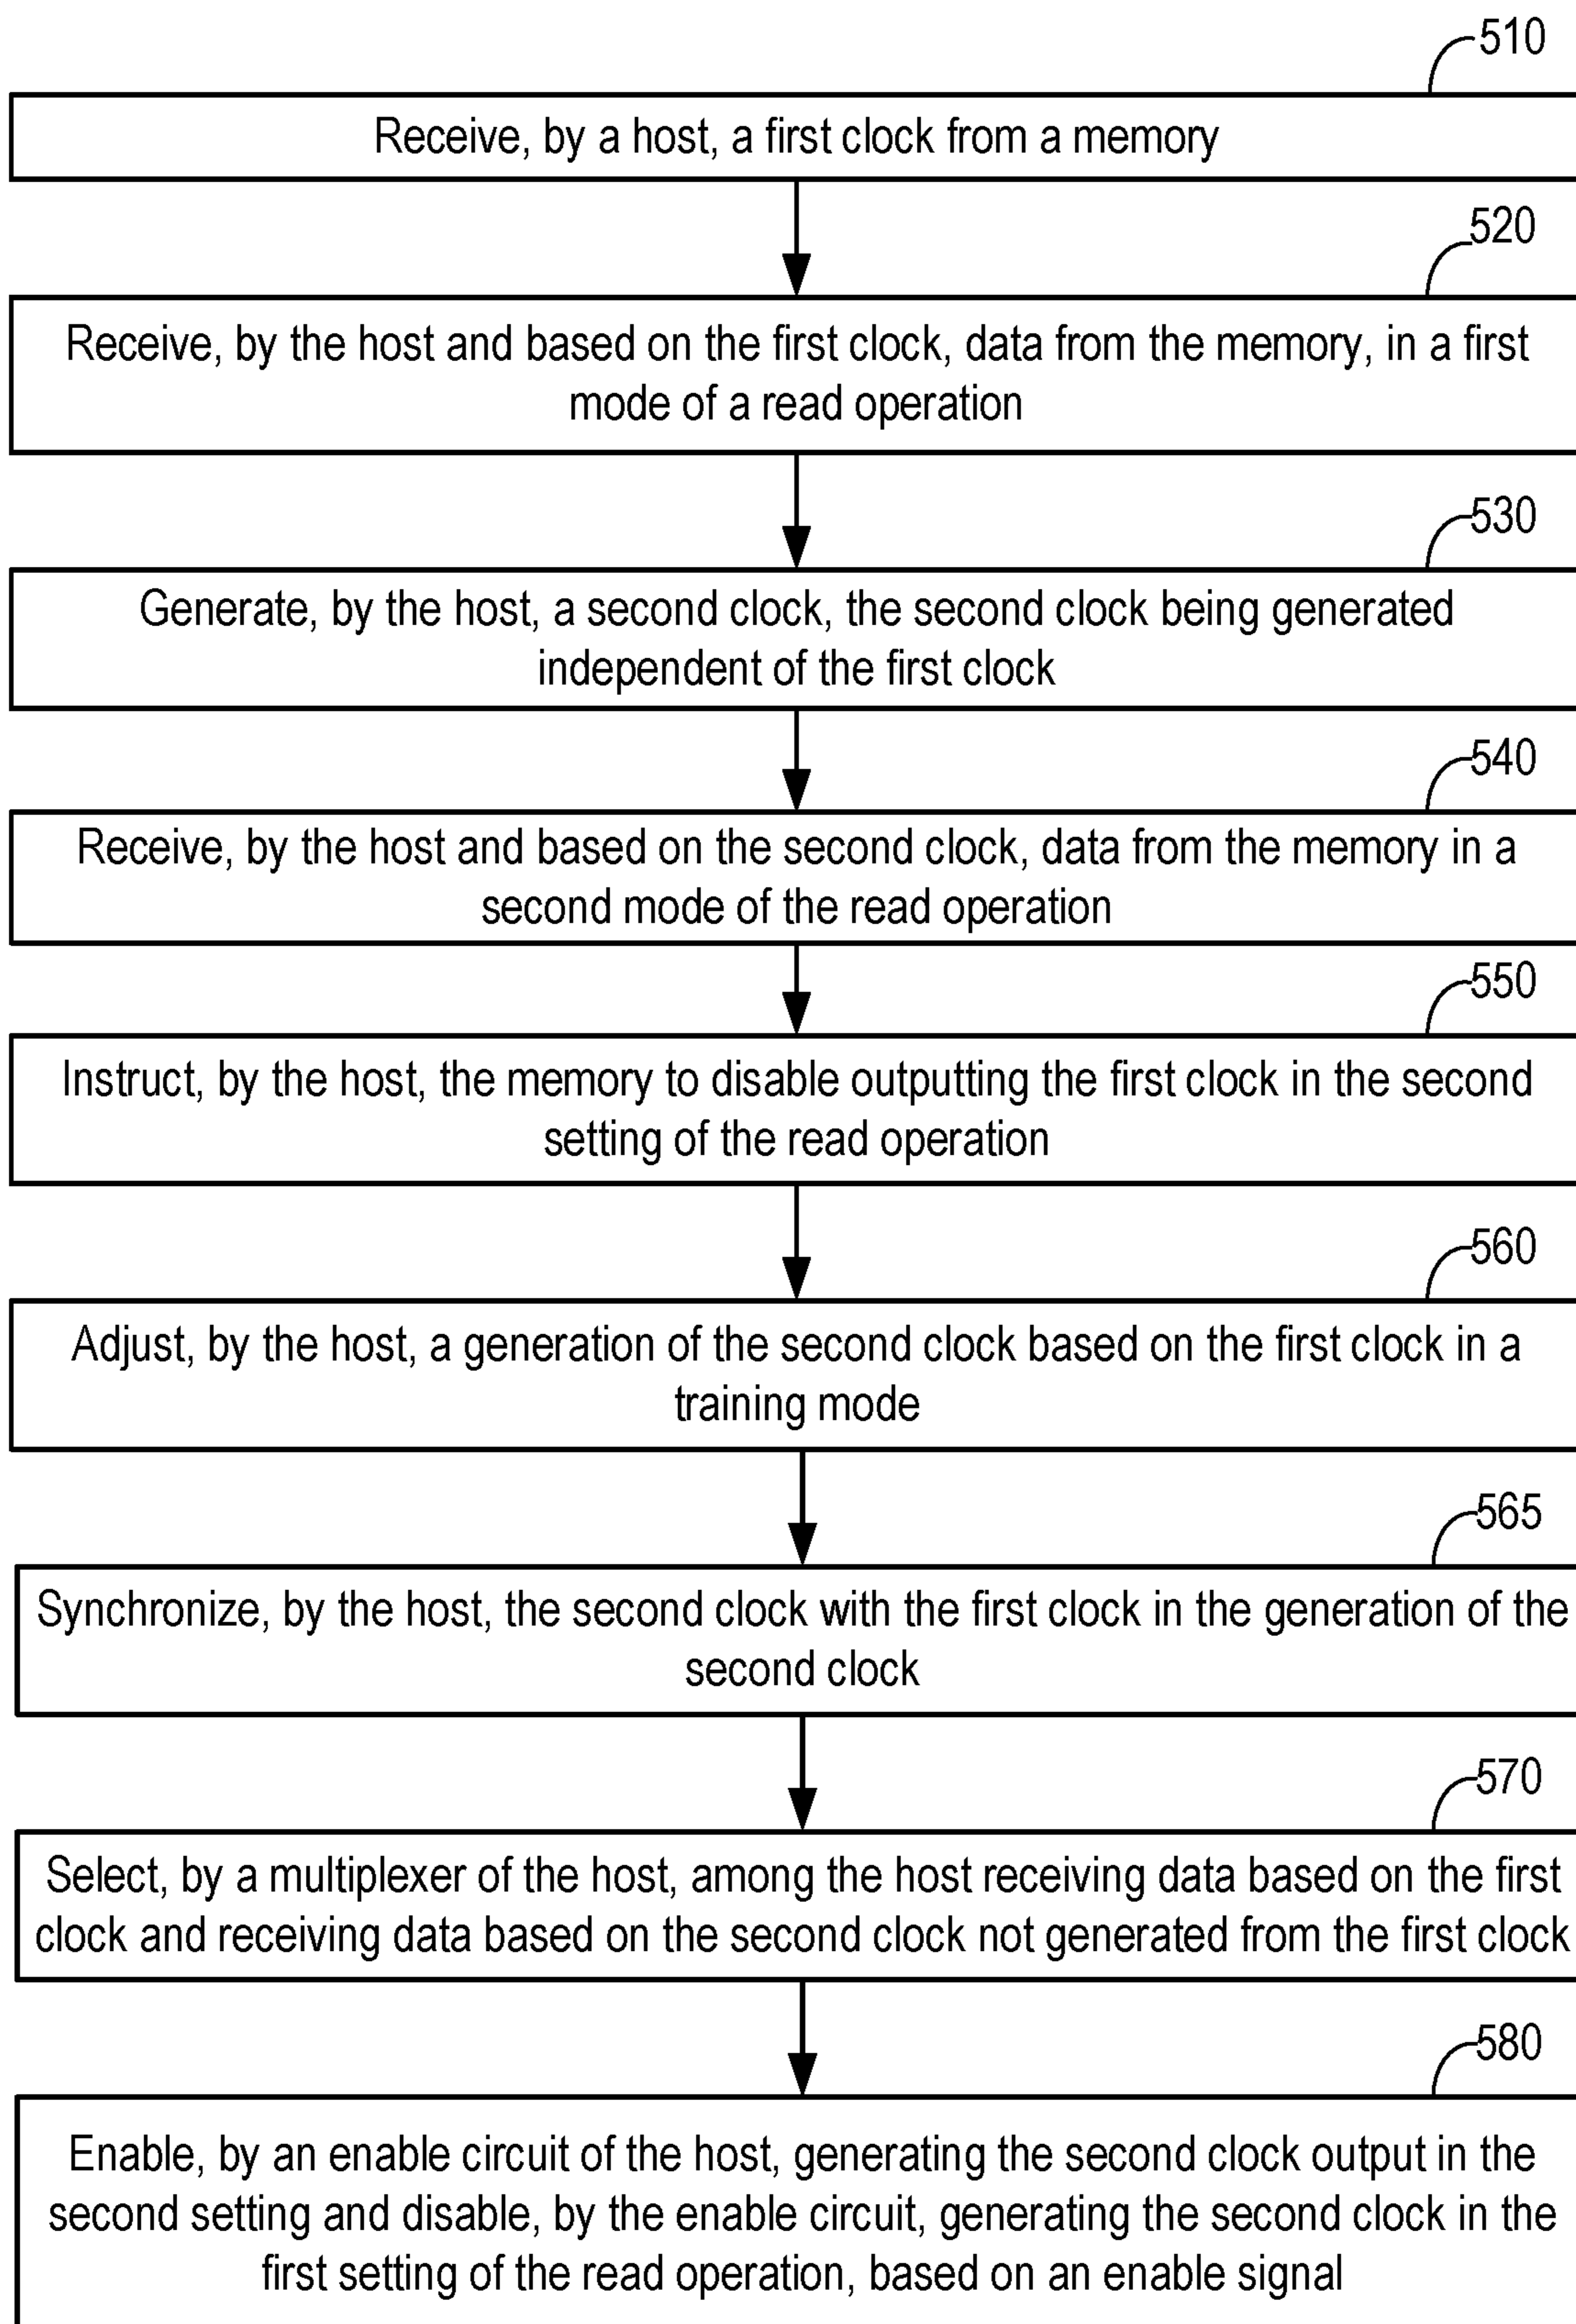 510
Receive, by a host, a first clock from a memory
520
Receive, by the host and based on the first clock, data from the memory, in a first
mode of a read operation
530
Generate, by the host, a second clock, the second clock being generated
independent of the first clock
540
Receive, by the host and based on the second clock, data from the memory in a
second mode of the read operation
550
Instruct, by the host, the memory to disable outputting the first clock in the second
setting of the read operation
560
Adjust, by the host, a generation of the second clock based on the first clock in a
training mode
565
Synchronize, by the host, the second clock with the first clock in the generation of the
second clock
570
Select, by a multiplexer of the host, among the host receiving data based on the first
clock and receiving data based on the second clock not generated from the first clock
580
Enable, by an enable circuit of the host, generating the second clock output in the
second setting and disable, by the enable circuit, generating the second clock in the
first setting of the read operation, based on an enable signal